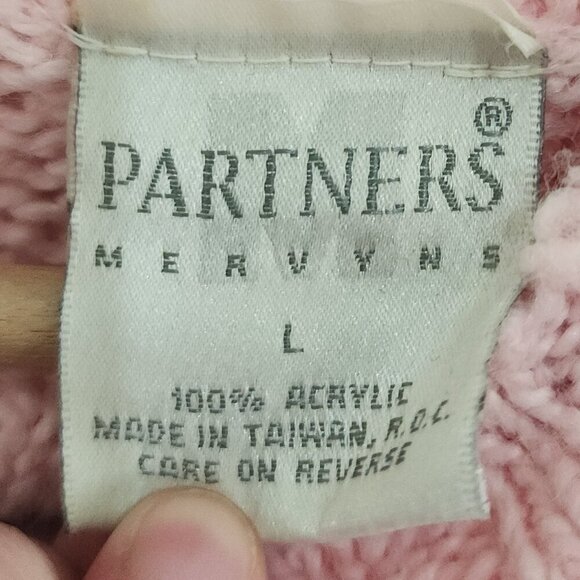 PARTNERS®
MERVYNS
L
100% ACRYLIC
MADE IN TAIWAN, R.O.C.
CARE ON REVERSE